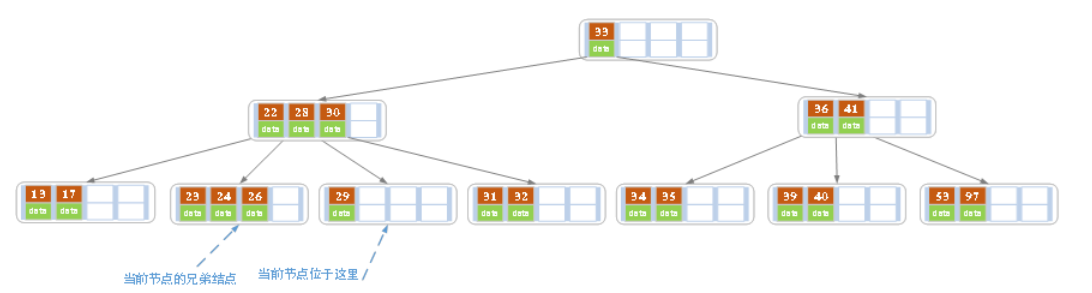 33
data
22 28 30
data data data
36 41
data data
13 17
data data
23 24 26
data data data
29
data
31 32
data data
34 35
data data
39 40
data data
53 97
data data
当前节点的兄弟结点
当前节点位于这里